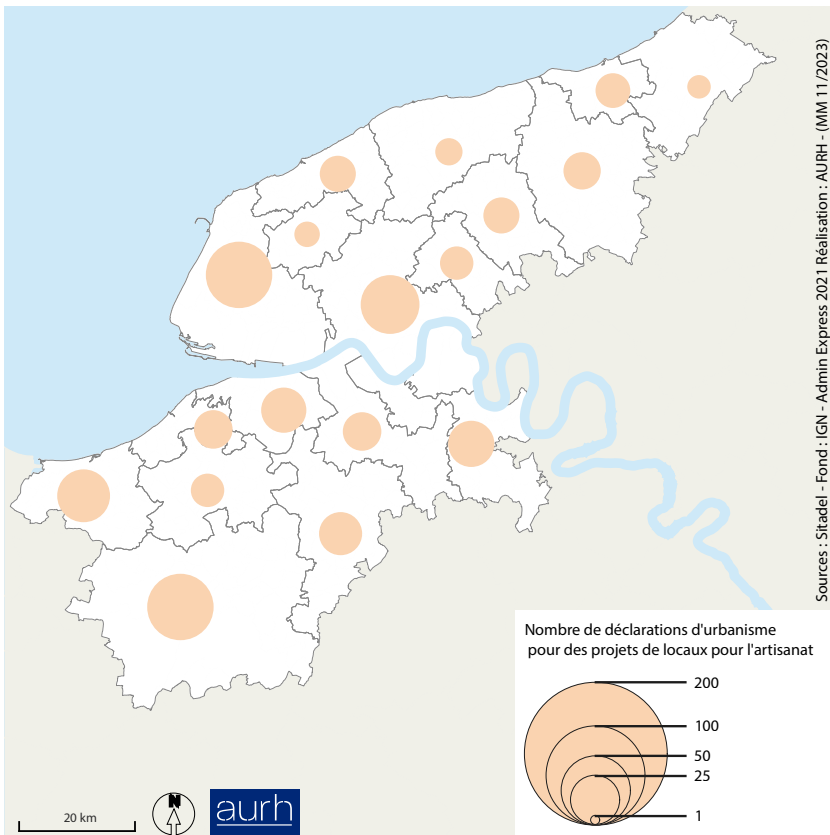 Sources : Sitadel - Fond : IGN - Admin Express 2021 Réalisation : AURH - (MM 11/2023)
Nombre de déclarations d'urbanisme
pour des projets de locaux pour l'artisanat
200
100
50
25
1
20 km
N
aurh